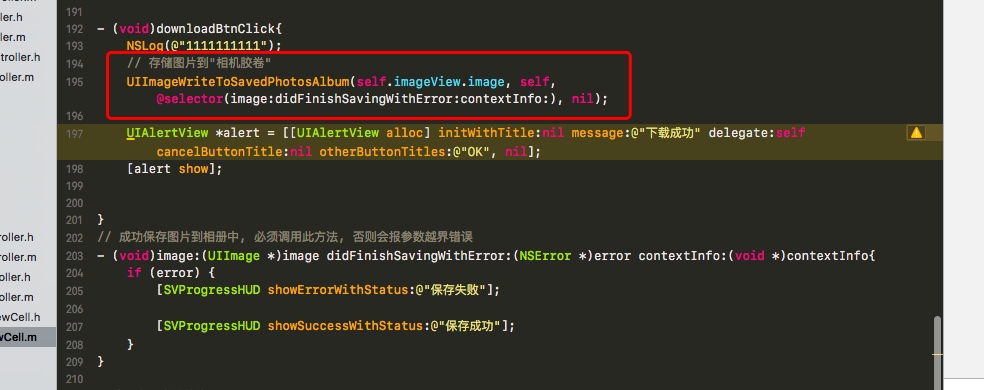 ller.h
troller.h
ller.m
roller.h
roller.m
oller.h
oller.m
ewCell.h
wCell.m
191
192 - (void)downloadBtnClick{
193 NSLog(@"1111111111");
194 // 存储图片到"相机胶卷"
195 UIImageWriteToSavedPhotosAlbum(self.imageView.image, self,
@selector(image:didFinishSavingWithError:contextInfo:), nil);
196
197 UIAlertView *alert = [[UIAlertView alloc] initWithTitle:nil message:@"下载成功" delegate:self
cancelButtonTitle:nil otherButtonTitles:@"OK", nil];
198 [alert show];
199
200
201 }
202 // 成功保存图片到相册中, 必须调用此方法, 否则会报参数越界错误
203 - (void)image:(UIImage *)image didFinishSavingWithError:(NSError *)error contextInfo:(void *)contextInfo{
204 if (error) {
205 [SVProgressHUD showErrorWithStatus:@"保存失败"];
206
207 [SVProgressHUD showSuccessWithStatus:@"保存成功"];
208 }
209 }
210